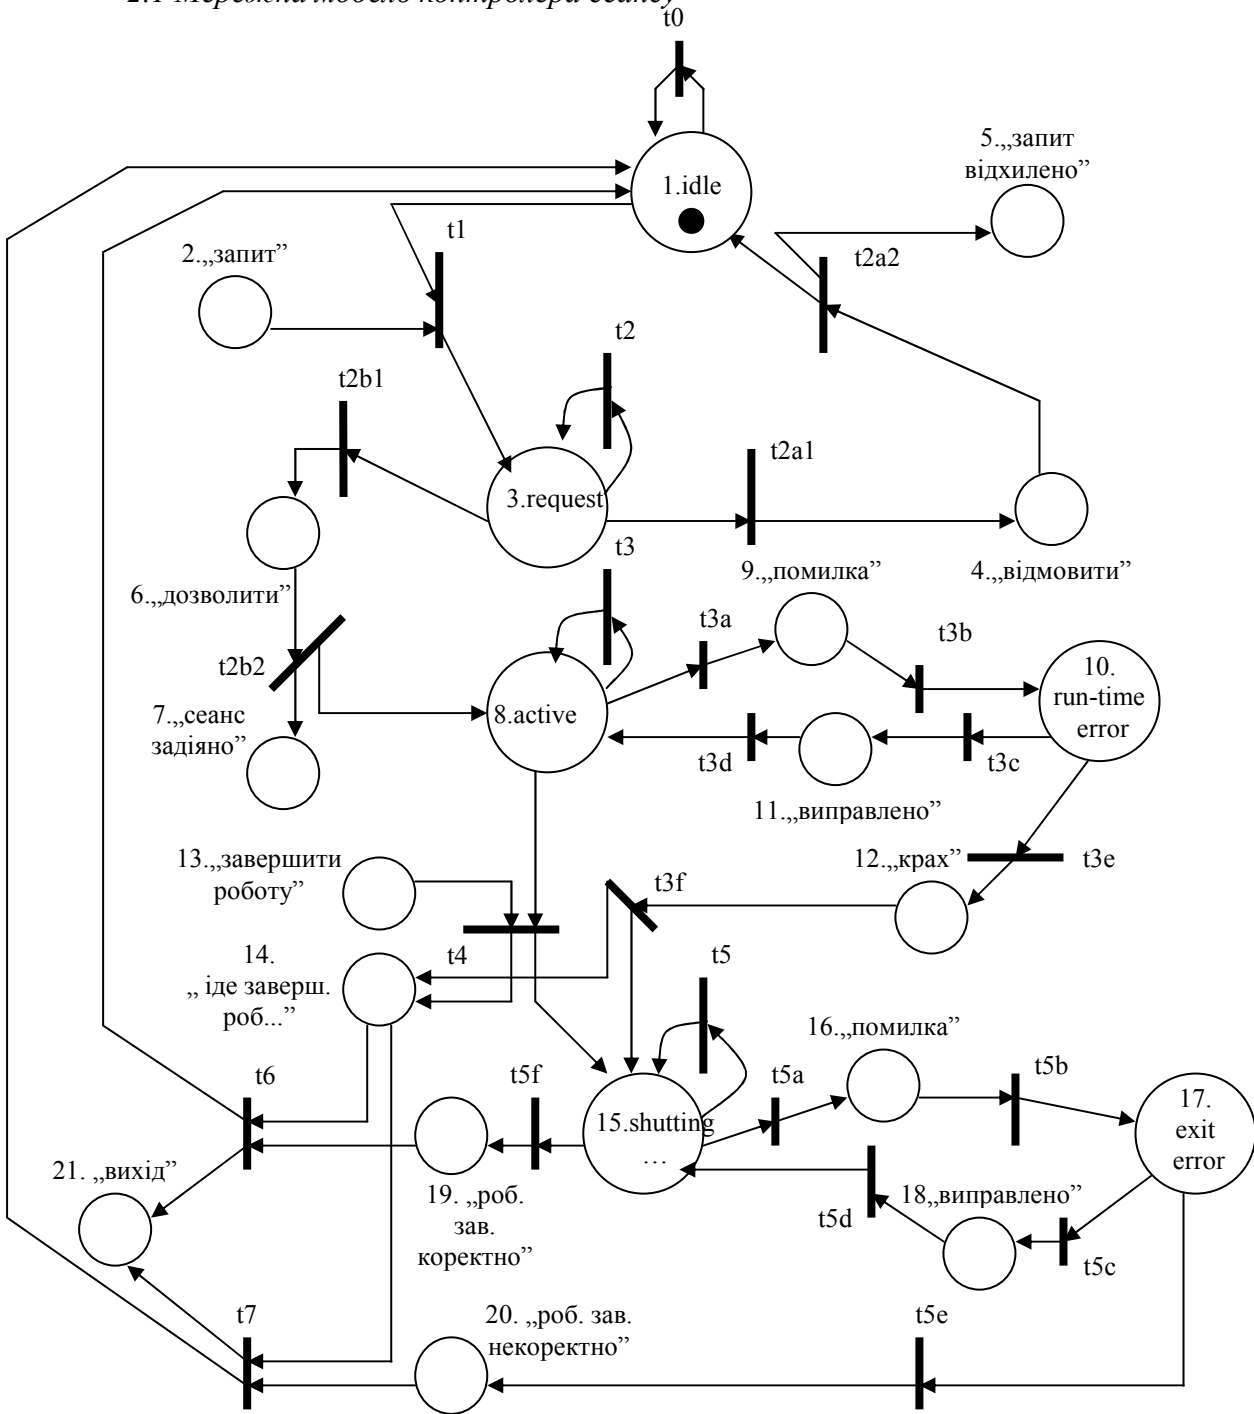 2.1 Мережна модель контролера сеансу
t0
5.„запит
відхилено”
1.idle
2.„запит”
t1
t2a2
t2
t2b1
t2a1
3.request
t3
9.„помилка”
4.„відмовити”
6.„дозволити”
t3a
t3b
t2b2
10.
run-time
error
7.„сеанс
задіяно”
8.active
t3d
t3c
11.„виправлено”
13.„завершити
роботу”
12.„крах”
t3e
t3f
14.
„ іде заверш.
роб...”
t4
t5
16.„помилка”
t6
t5f
t5a
t5b
15.shutting
…
17.
exit
error
21. „вихід”
19. „роб.
зав.
коректно”
18„виправлено”
t5d
t5c
t7
20. „роб. зав.
некоректно”
t5e